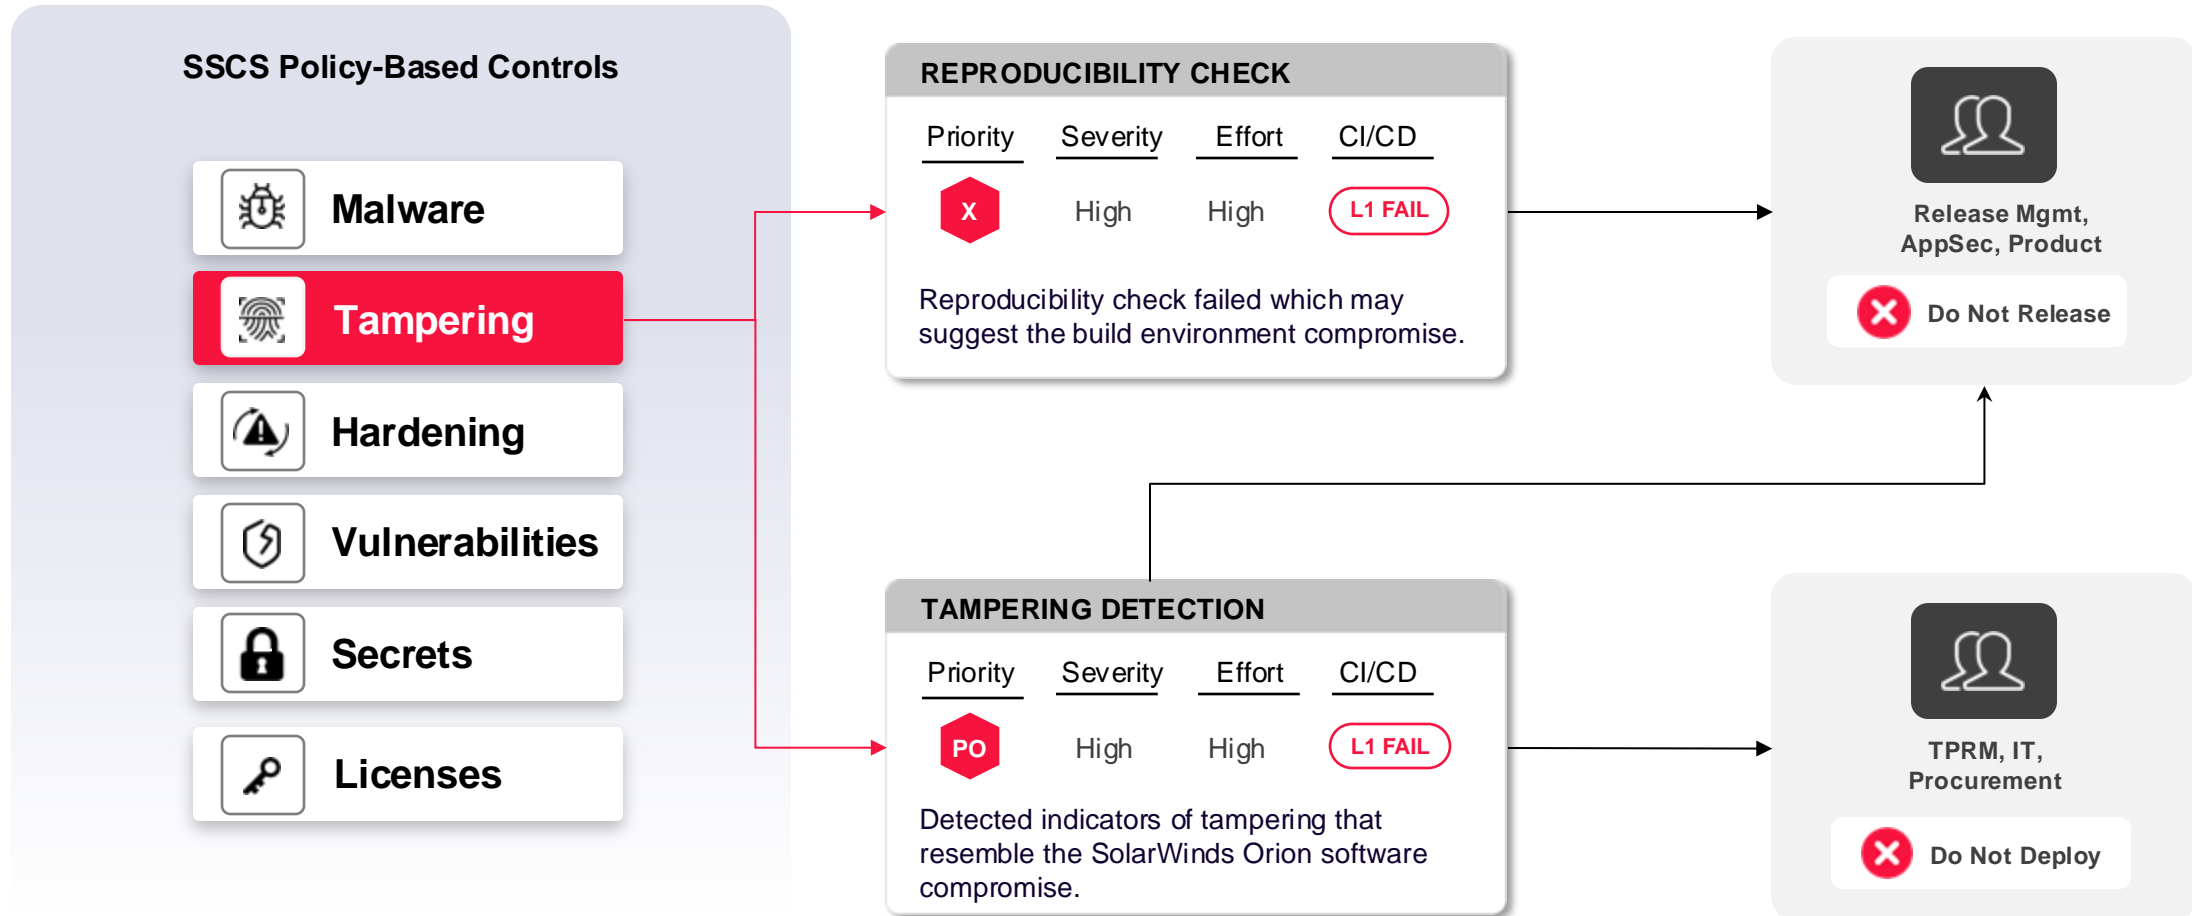 SSCS Policy-Based Controls
Malware
Tampering
Hardening
Vulnerabilities
Secrets
Licenses
REPRODUCIBILITY CHECK
Priority Severity Effort CI/CD
X High High L1 FAIL
Reproducibility check failed which may
suggest the build environment compromise.
Release Mgmt,
AppSec, Product
Do Not Release
TAMPERING DETECTION
Priority Severity Effort CI/CD
PO High High L1 FAIL
Detected indicators of tampering that
resemble the SolarWinds Orion software
compromise.
TPRM, IT,
Procurement
Do Not Deploy